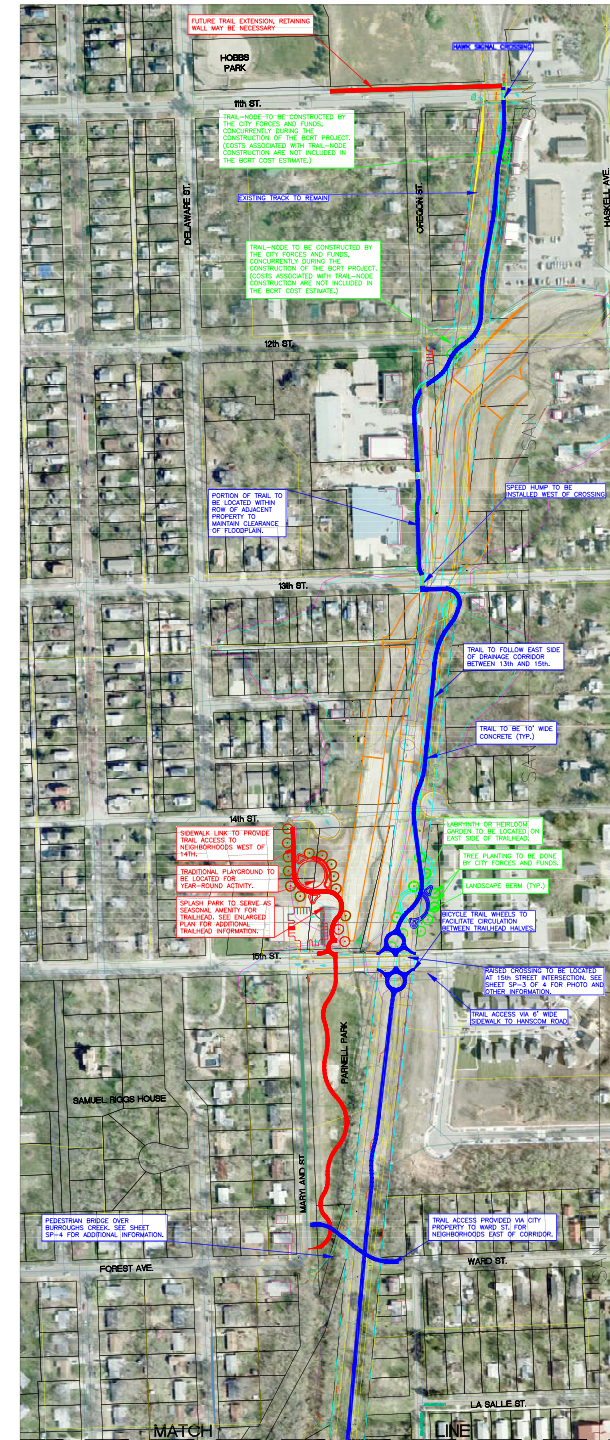 FUTURE TRAIL EXTENSION, RETAINING
WALL MAY BE NECESSARY
HAWK SIGNAL CROSSING
HOBBS
PARK
11th ST.
TRAIL-NODE TO BE CONSTRUCTED BY
THE CITY FORCES AND FUNDS,
CONCURRENTLY DURING THE
CONSTRUCTION OF THE BCRT PROJECT.
(COSTS ASSOCIATED WITH TRAIL-NODE
CONSTRUCTION ARE NOT INCLUDED IN
THE BCRT COST ESTIMATE.)
DELAWARE ST.
EXISTING TRACK TO REMAIN
OREGON ST.
HASKELL AVE.
TRAIL-NODE TO BE CONSTRUCTED BY
THE CITY FORCES AND FUNDS,
CONCURRENTLY DURING THE
CONSTRUCTION OF THE BCRT PROJECT.
(COSTS ASSOCIATED WITH TRAIL-NODE
CONSTRUCTION ARE NOT INCLUDED IN
THE BCRT COST ESTIMATE.)
12th ST.
SAN
PORTION OF TRAIL TO
BE LOCATED WITHIN
ROW OF ADJACENT
PROPERTY TO
MAINTAIN CLEARANCE
OF FLOODPLAIN.
SPEED HUMP TO BE
INSTALLED WEST OF CROSSING
13th ST.
TRAIL TO FOLLOW EAST SIDE
OF DRAINAGE CORRIDOR
BETWEEN 13th AND 15th.
TRAIL TO BE 10' WIDE
CONCRETE (TYP.)
14th ST.
SIDEWALK LINK TO PROVIDE
TRAIL ACCESS TO
NEIGHBORHOODS WEST OF
14TH.
LABYRINTH OR HEIRLOOM
GARDEN TO BE LOCATED ON
EAST SIDE OF TRAILHEAD.
TREE PLANTING TO BE DONE
BY CITY FORCES AND FUNDS.
TRADITIONAL PLAYGROUND TO
BE LOCATED FOR
YEAR-ROUND ACTIVITY.
LANDSCAPE BERM (TYP.)
SPLASH PARK TO SERVE AS
SEASONAL AMENITY FOR
TRAILHEAD. SEE ENLARGED
PLAN FOR ADDITIONAL
TRAILHEAD INFORMATION.
BICYCLE TRAIL WHEELS TO
FACILITATE CIRCULATION
BETWEEN TRAILHEAD HALVES.
15th ST.
RAISED CROSSING TO BE LOCATED
AT 15th STREET INTERSECTION. SEE
SHEET SP-3 OF 4 FOR PHOTO AND
OTHER INFORMATION.
TRAIL ACCESS VIA 6' WIDE
SIDEWALK TO HANSCOM ROAD
PARNELL PARK
SAMUEL RIGGS HOUSE
MARYLAND ST.
PEDESTRIAN BRIDGE OVER
BURROUGHS CREEK. SEE SHEET
SP-4 FOR ADDITIONAL INFORMATION.
TRAIL ACCESS PROVIDED VIA CITY
PROPERTY TO WARD ST. FOR
NEIGHBORHOODS EAST OF CORRIDOR.
FOREST AVE.
WARD ST.
LA SALLE ST.
MATCH LINE